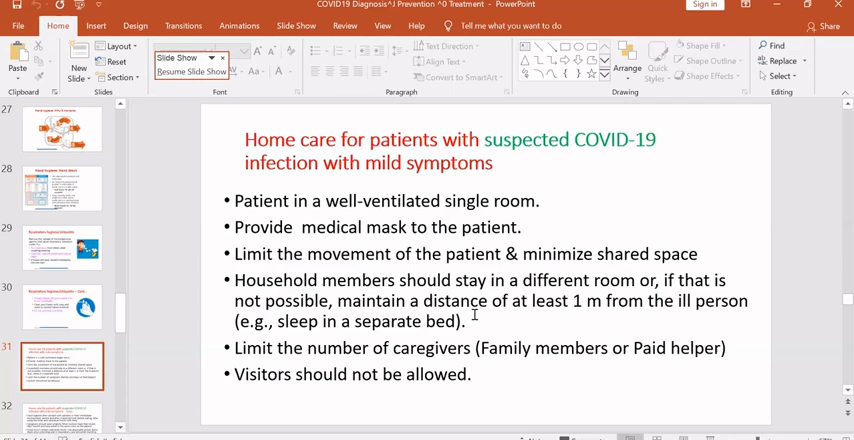 COVID19 Diagnosis^J Prevention ^0 Treatment - PowerPoint
Sign in
File Home Insert Design Transitions Animations Slide Show Review View Help Tell me what you want to do Share
Paste
Clipboard
New
Slide
Layout
Reset
Section
Slides
Slide Show
Resume Slide Show
Font
Paragraph
Text Direction
Align Text
Convert to SmartArt
Arrange
Quick
Styles
Shape Fill
Shape Outline
Shape Effects
Drawing
Find
Replace
Select
Editing
27
28
29
30
31
32
Home care for patients with suspected COVID-19
infection with mild symptoms
• Patient in a well-ventilated single room.
• Provide medical mask to the patient.
• Limit the movement of the patient & minimize shared space
• Household members should stay in a different room or, if that is
not possible, maintain a distance of at least 1 m from the ill person
(e.g., sleep in a separate bed).
• Limit the number of caregivers (Family members or Paid helper)
• Visitors should not be allowed.